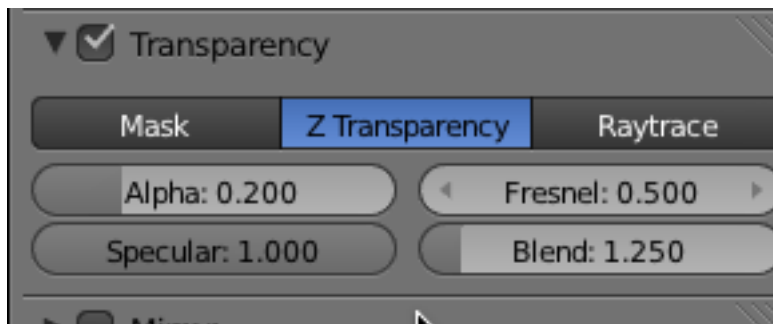 Transparency
Mask Z Transparency Raytrace
Alpha: 0.200 Fresnel: 0.500
Specular: 1.000 Blend: 1.250